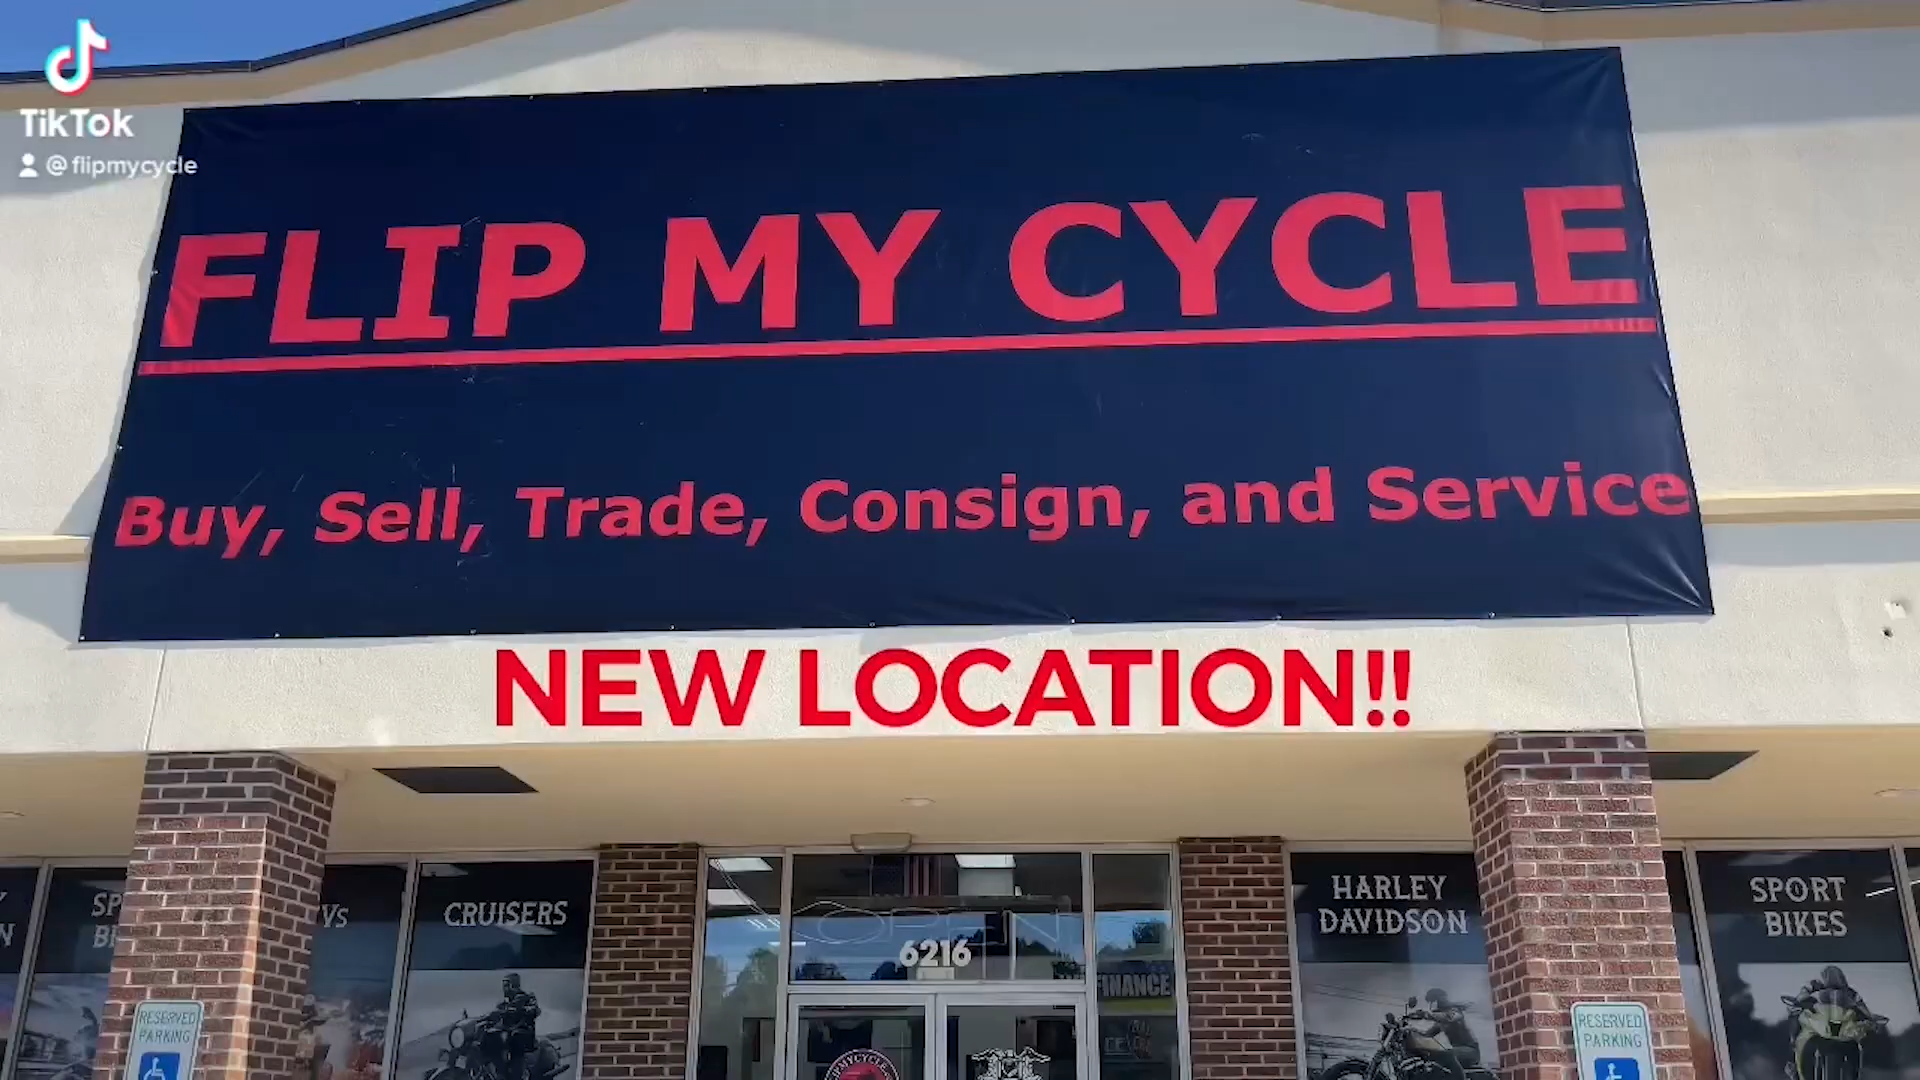 TikTok
@flipmycycle
FLIP MY CYCLE
Buy, Sell, Trade, Consign, and Service
NEW LOCATION!!
CRUISERS
OPEN
6216
HARLEY
DAVIDSON
SPORT
BIKES
FINANCE
RESERVED
PARKING
RESERVED
PARKING